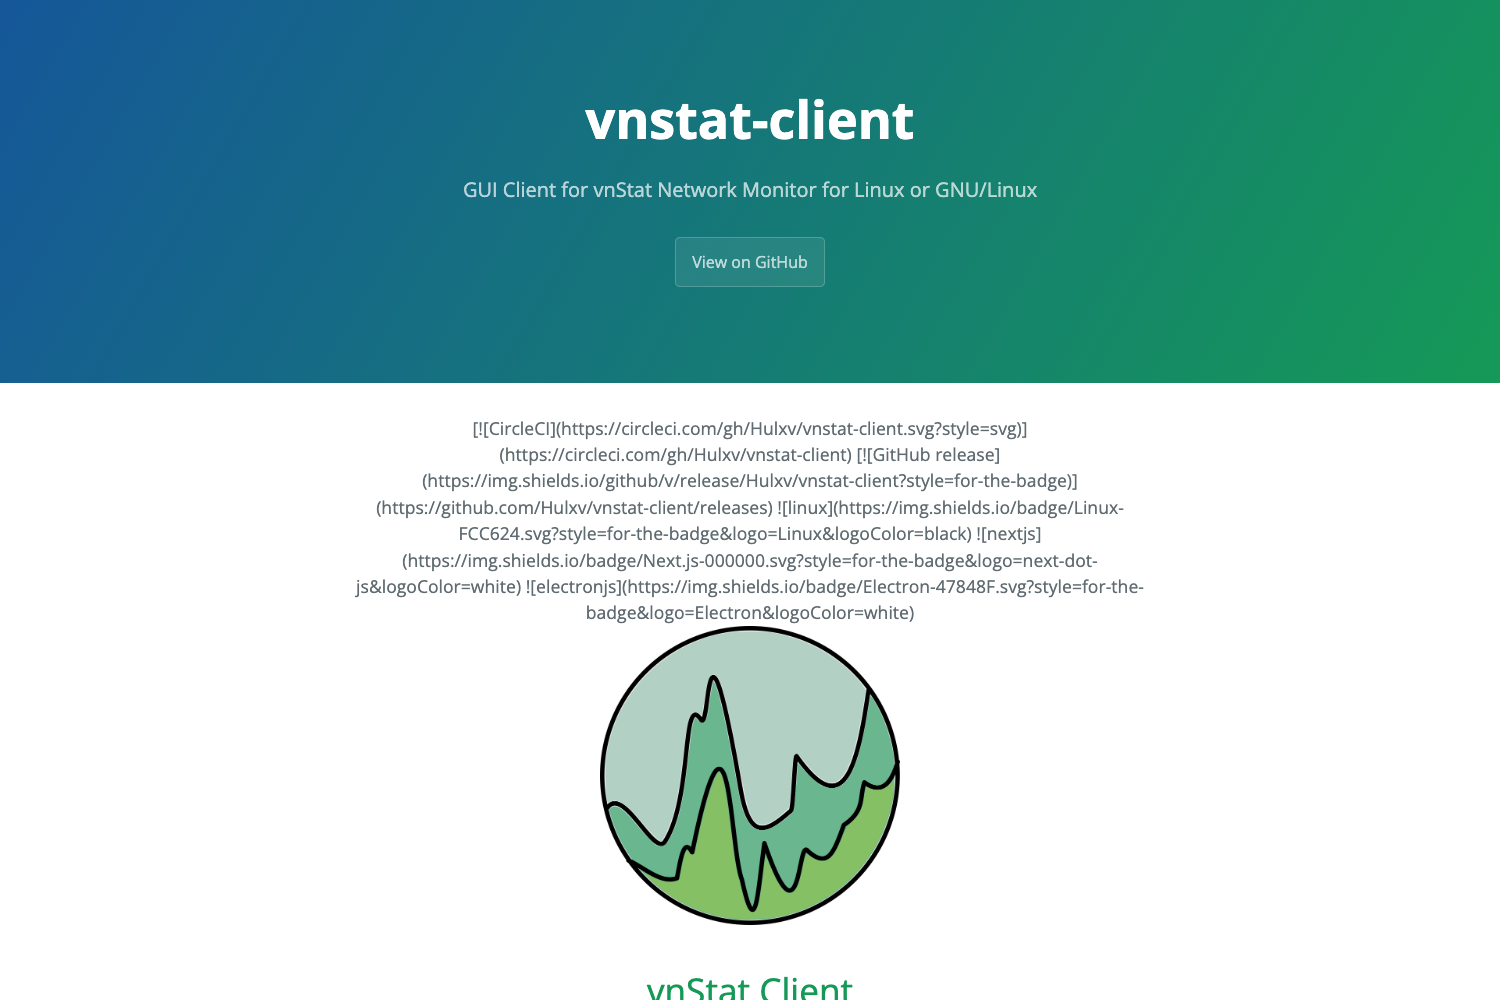 vnstat-client
GUI Client for vnStat Network Monitor for Linux or GNU/Linux
View on GitHub
[![CircleCI](https://circleci.com/gh/Hulxv/vnstat-client.svg?style=svg)]
(https://circleci.com/gh/Hulxv/vnstat-client) [![GitHub release]
(https://img.shields.io/github/v/release/Hulxv/vnstat-client?style=for-the-badge)]
(https://github.com/Hulxv/vnstat-client/releases) ![linux](https://img.shields.io/badge/Linux-
FCC624.svg?style=for-the-badge&logo=Linux&logoColor=black) ![nextjs]
(https://img.shields.io/badge/Next.js-000000.svg?style=for-the-badge&logo=next-dot-
js&logoColor=white) ![electronjs](https://img.shields.io/badge/Electron-47848F.svg?style=for-the-
badge&logo=Electron&logoColor=white)
vnStat Client